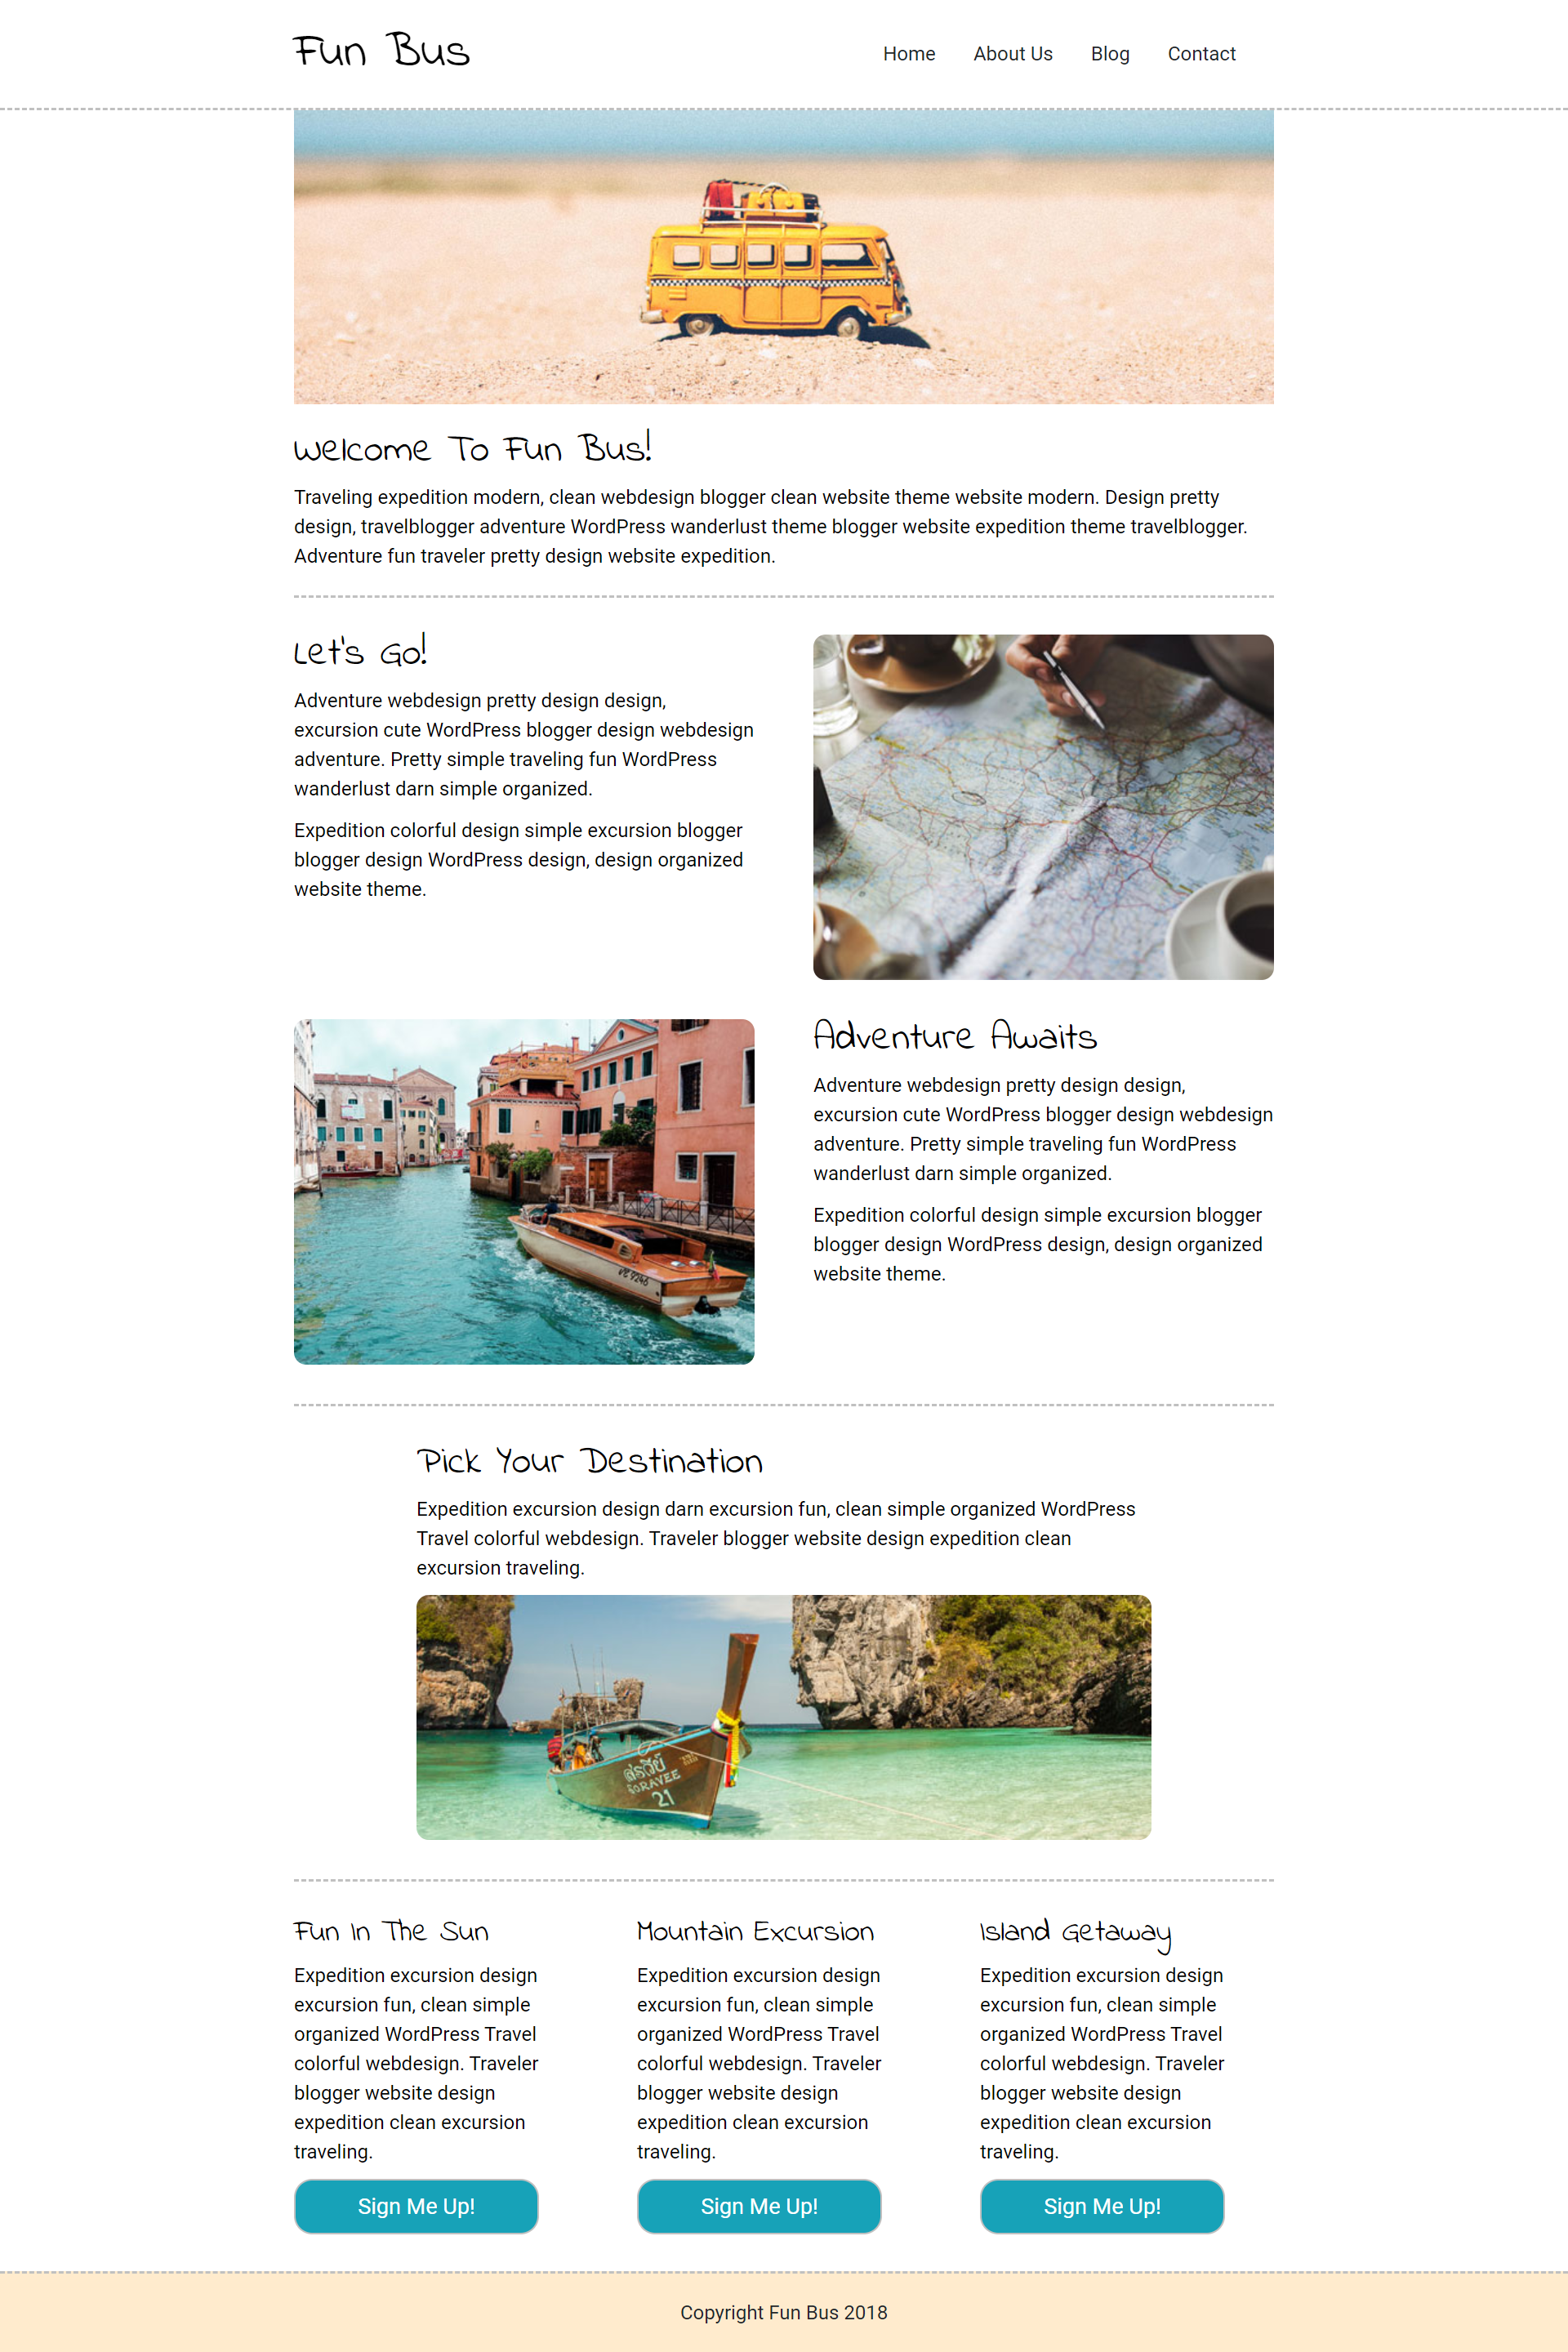 Fun Bus
Home About Us Blog Contact
Welcome To Fun Bus!
Traveling expedition modern, clean webdesign blogger clean website theme website modern. Design pretty
design, travelblogger adventure WordPress wanderlust theme blogger website expedition theme travelblogger.
Adventure fun traveler pretty design website expedition.
Let's Go!
Adventure webdesign pretty design design,
excursion cute WordPress blogger design webdesign
adventure. Pretty simple traveling fun WordPress
wanderlust darn simple organized.
Expedition colorful design simple excursion blogger
blogger design WordPress design, design organized
website theme.
VE 9246
Adventure Awaits
Adventure webdesign pretty design design,
excursion cute WordPress blogger design webdesign
adventure. Pretty simple traveling fun WordPress
wanderlust darn simple organized.
Expedition colorful design simple excursion blogger
blogger design WordPress design, design organized
website theme.
Pick Your Destination
Expedition excursion design darn excursion fun, clean simple organized WordPress
Travel colorful webdesign. Traveler blogger website design expedition clean
excursion traveling.
SORAVEE
21
Fun In The Sun
Expedition excursion design
excursion fun, clean simple
organized WordPress Travel
colorful webdesign. Traveler
blogger website design
expedition clean excursion
traveling.
Sign Me Up!
Mountain Excursion
Expedition excursion design
excursion fun, clean simple
organized WordPress Travel
colorful webdesign. Traveler
blogger website design
expedition clean excursion
traveling.
Sign Me Up!
Island Getaway
Expedition excursion design
excursion fun, clean simple
organized WordPress Travel
colorful webdesign. Traveler
blogger website design
expedition clean excursion
traveling.
Sign Me Up!
Copyright Fun Bus 2018